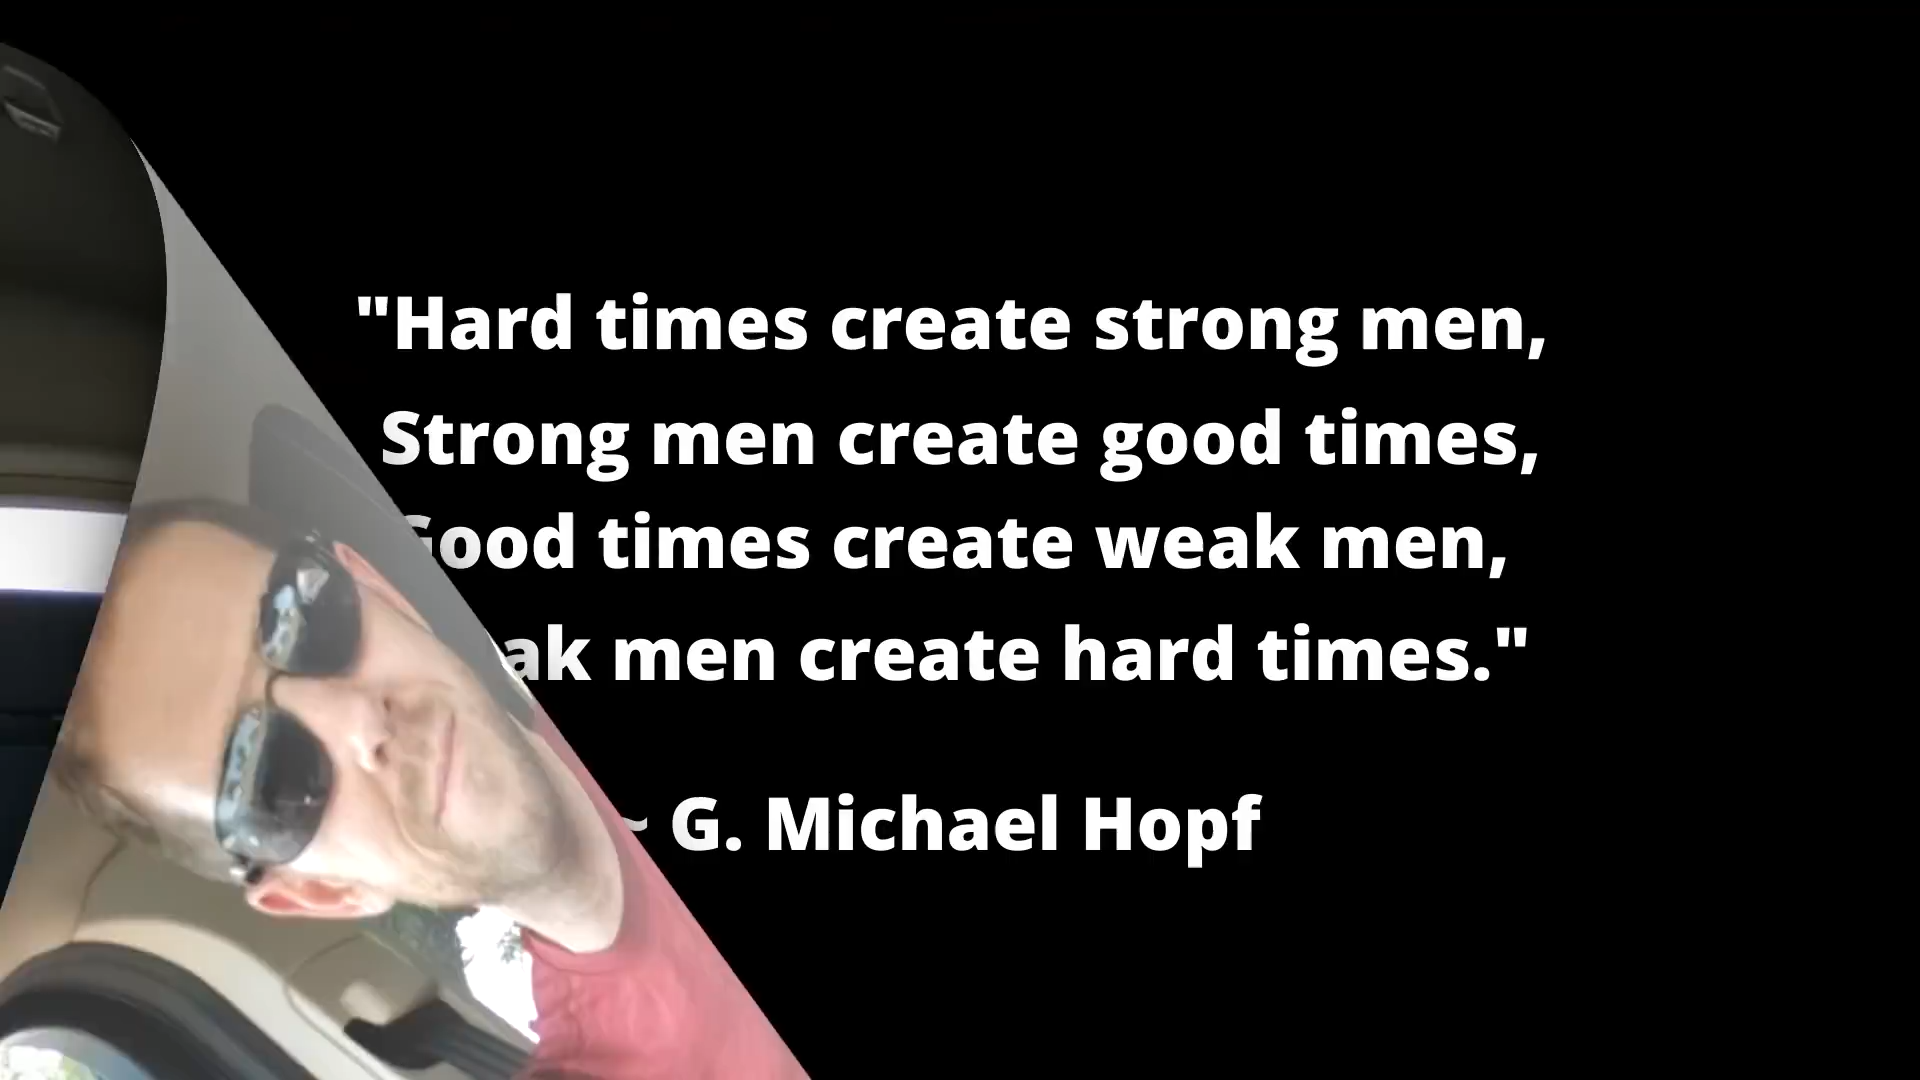 "Hard times create strong men,
Strong men create good times,
Good times create weak men,
men create hard times."
~ G. Michael Hopf